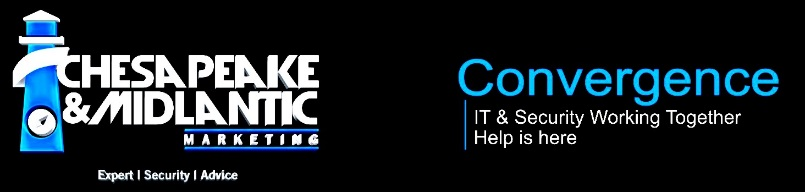 CHESAPEAKE
& MIDLANTIC
MARKETING
Expert | Security | Advice
Convergence
IT & Security Working Together
Help is here